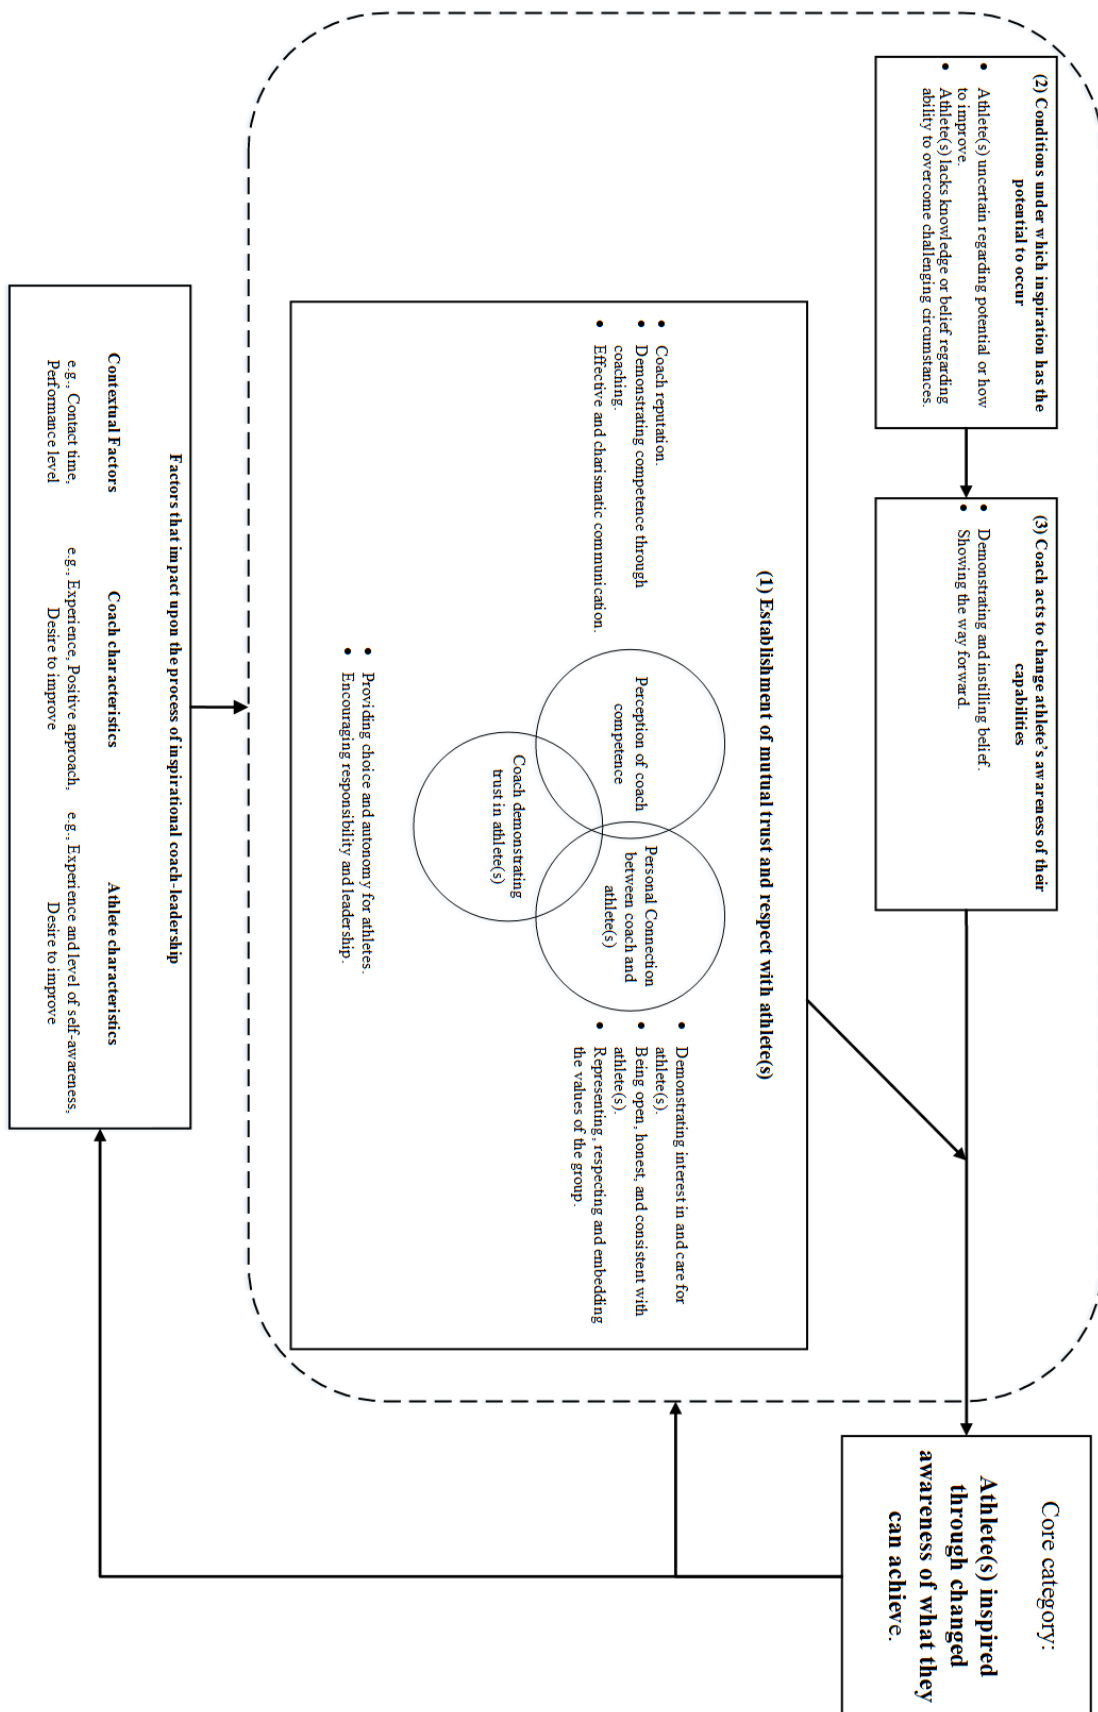 (2) Conditions under which inspiration has the
potential to occur
• Athlete(s) uncertain regarding potential or how
to improve.
• Athlete(s) lacks knowledge or belief regarding
ability to overcome challenging circumstances.
(3) Coach acts to change athlete's awareness of their
capabilities
• Demonstrating and instilling belief.
• Showing the way forward.
Core category:
Athlete(s) inspired
through changed
awareness of what they
can achieve.
(1) Establishment of mutual trust and respect with athlete(s)
• Coach reputation.
• Demonstrating competence through
coaching.
• Effective and charismatic communication.
Perception of coach
competence
Personal Connection
between coach and
athlete(s)
• Demonstrating interest in and care for
athlete(s).
• Being open, honest, and consistent with
athlete(s).
• Representing, respecting and embedding
the values of the group.
Coach demonstrating
trust in athlete(s)
• Providing choice and autonomy for athletes.
• Encouraging responsibility and leadership.
Factors that impact upon the process of inspirational coach-leadership
Contextual Factors
e.g., Contact time,
Performance level
Coach characteristics
e.g., Experience, Positive approach,
Desire to improve
Athlete characteristics
e.g., Experience and level of self-awareness,
Desire to improve